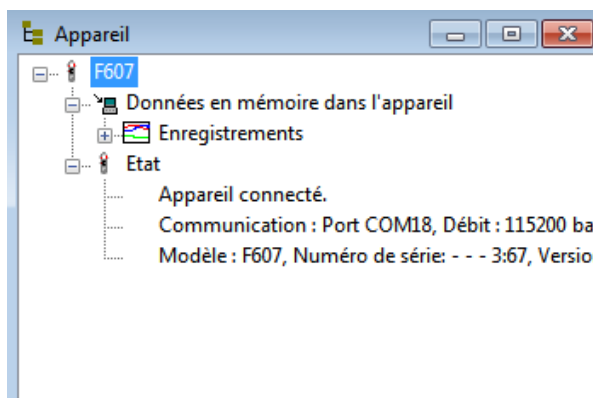 Appareil
F607
Données en mémoire dans l'appareil
Enregistrements
Etat
Appareil connecté.
Communication : Port COM18, Débit : 115200 ba
Modèle : F607, Numéro de série: - - - 3:67, Versio